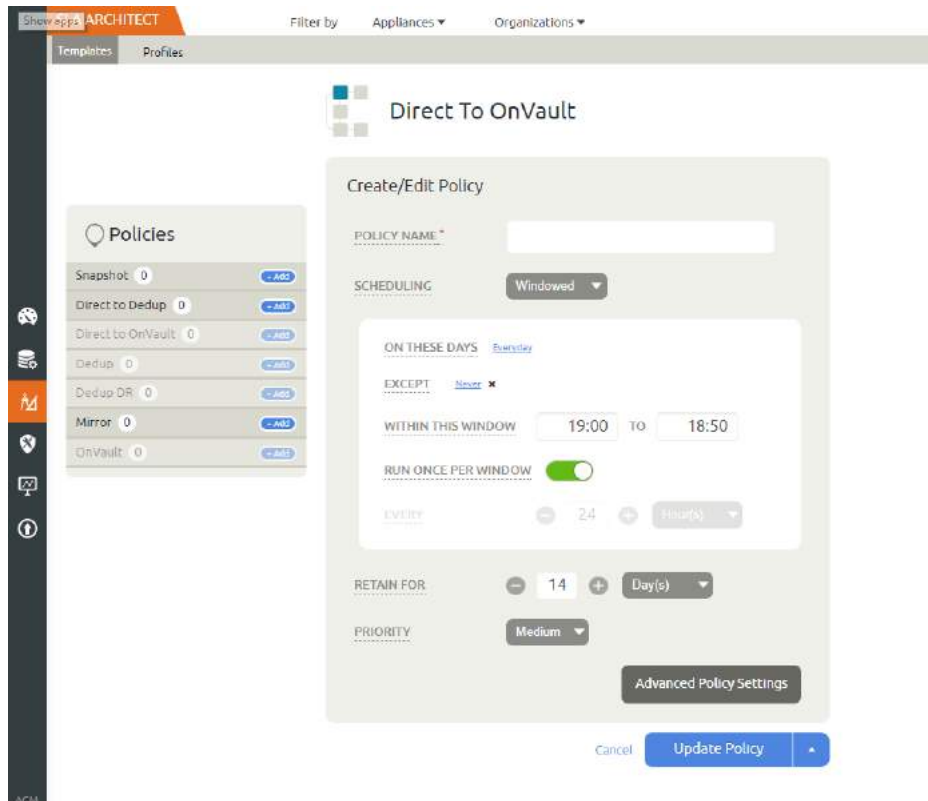 Show apps ARCHITECT Filter by Appliances Organizations
Templates Profiles
Direct To OnVault
Create/Edit Policy
Policies
POLICY NAME*
Snapshot 0 + Add
SCHEDULING Windowed
Direct to Dedup 0 + Add
Direct to OnVault 0 + Add
ON THESE DAYS Everyday
Dedup 0 + Add
EXCEPT Never ×
Dedup DR 0 + Add
Mirror 0 + Add
WITHIN THIS WINDOW 19:00 TO 18:50
OnVault 0 + Add
RUN ONCE PER WINDOW
EVERY 24 Hour(s)
RETAIN FOR 14 Day(s)
PRIORITY Medium
Advanced Policy Settings
Cancel Update Policy
ACM